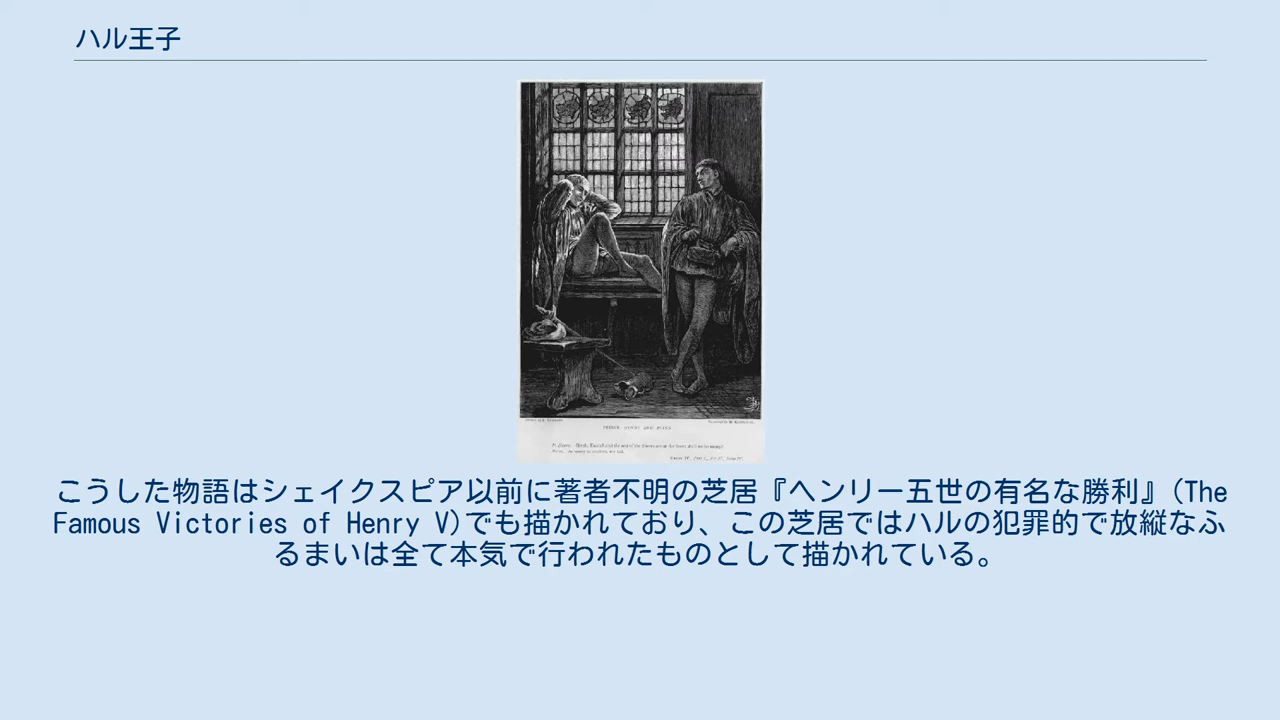 ハル王子
PRINCE HENRY AND POINS
こうした物語はシェイクスピア以前に著者不明の芝居『ヘンリー五世の有名な勝利』(The
Famous Victories of Henry V)でも描かれており、この芝居ではハルの犯罪的で放縦なふ
るまいは全て本気で行われたものとして描かれている。